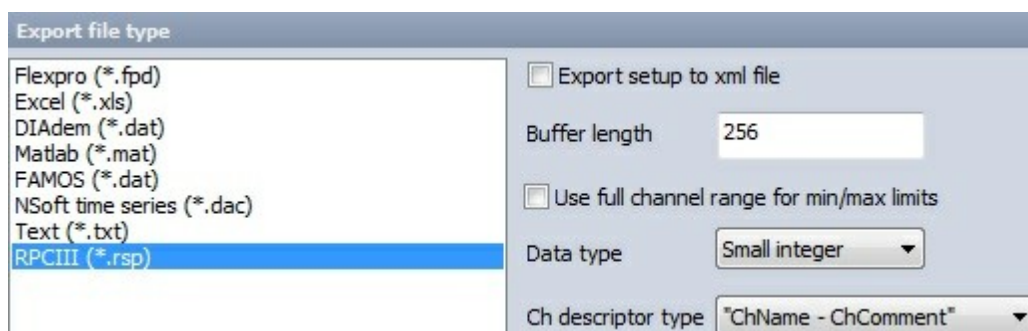 Export file type
Flexpro (*.fpd)
Excel (*.xls)
DIAdem (*.dat)
Matlab (*.mat)
FAMOS (*.dat)
NSoft time series (*.dac)
Text (*.txt)
RPCIII (*.rsp)
Export setup to xml file
Buffer length 256
Use full channel range for min/max limits
Data type Small integer
Ch descriptor type "ChName - ChComment"